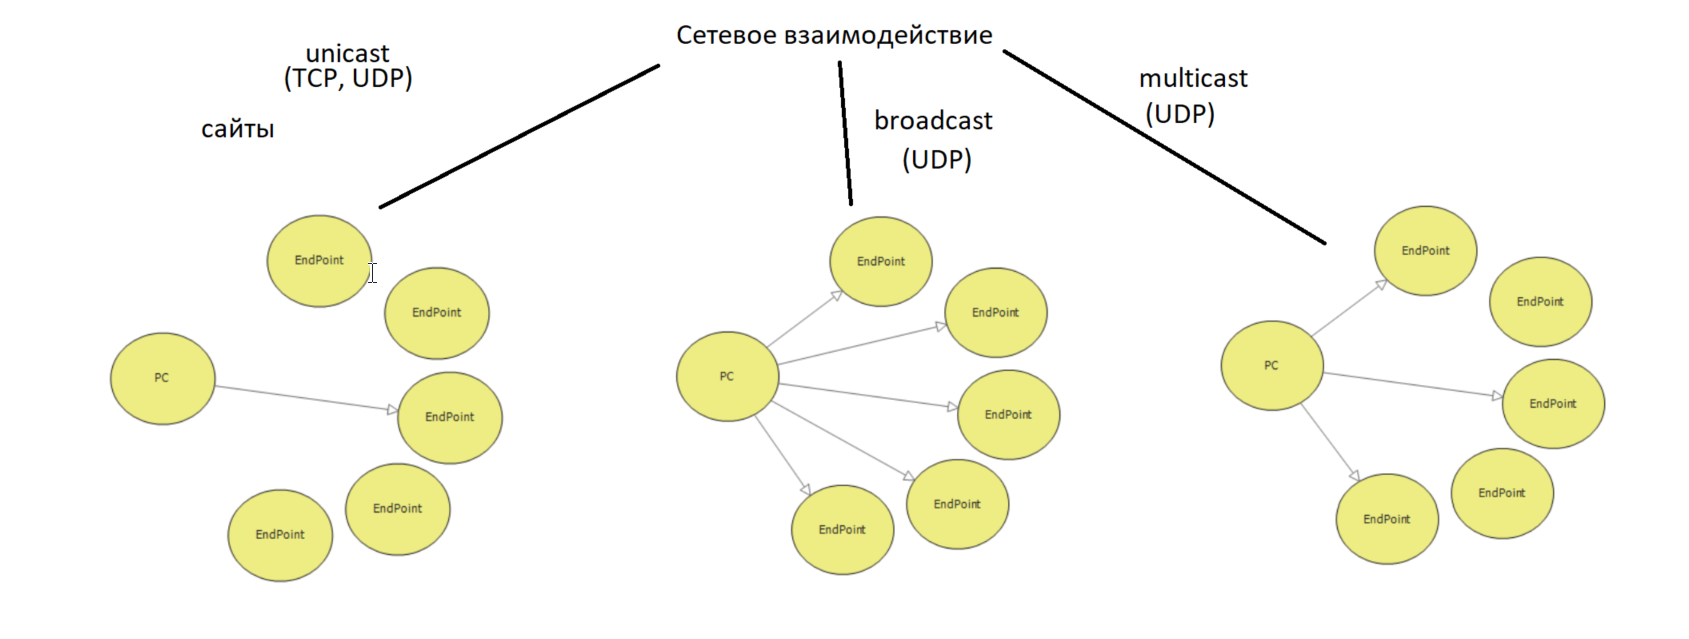 Сетевое взаимодействие
unicast
(TCP, UDP)
сайты
broadcast
(UDP)
multicast
(UDP)
EndPoint
EndPoint
PC
EndPoint
EndPoint
EndPoint
EndPoint
EndPoint
PC
EndPoint
EndPoint
EndPoint
EndPoint
EndPoint
PC
EndPoint
EndPoint
EndPoint